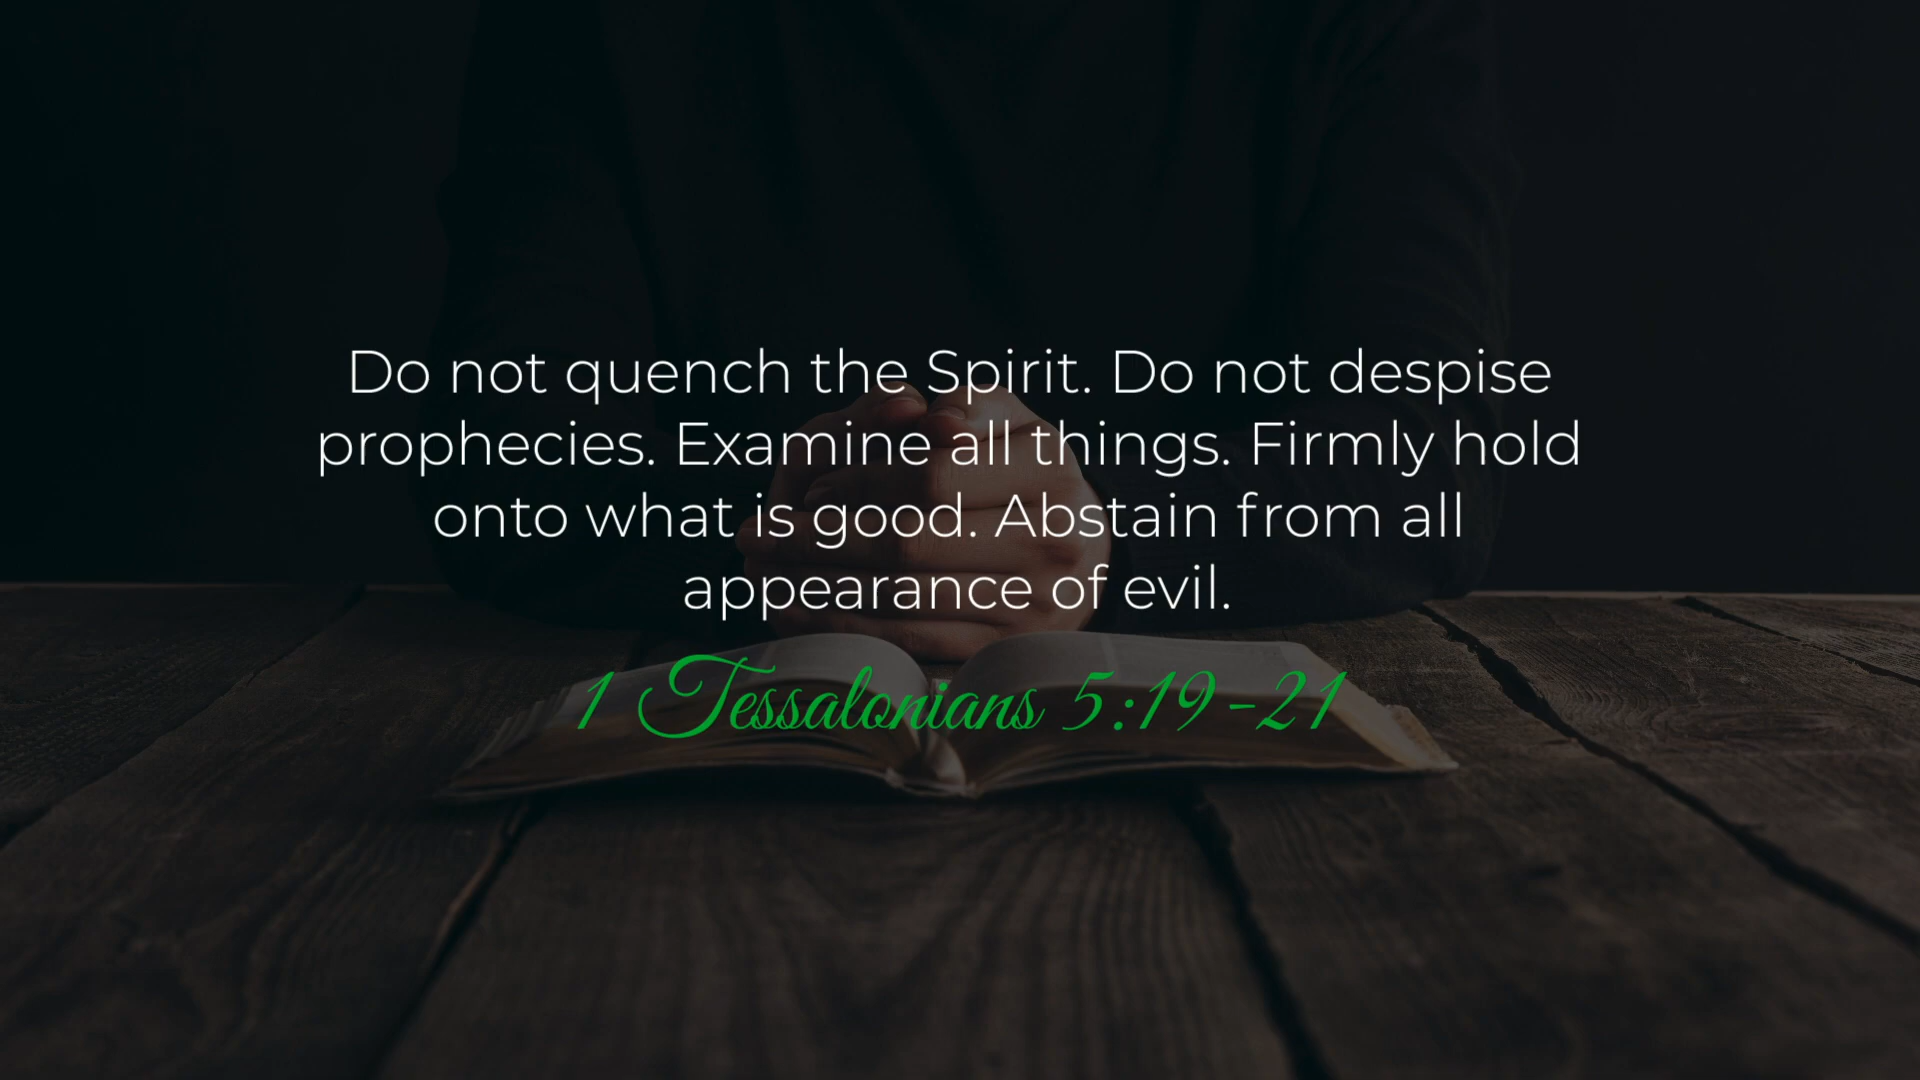 Do not quench the Spirit. Do not despise
prophecies. Examine all things. Firmly hold
onto what is good. Abstain from all
appearance of evil.
1 Tessalonians 5:19-21